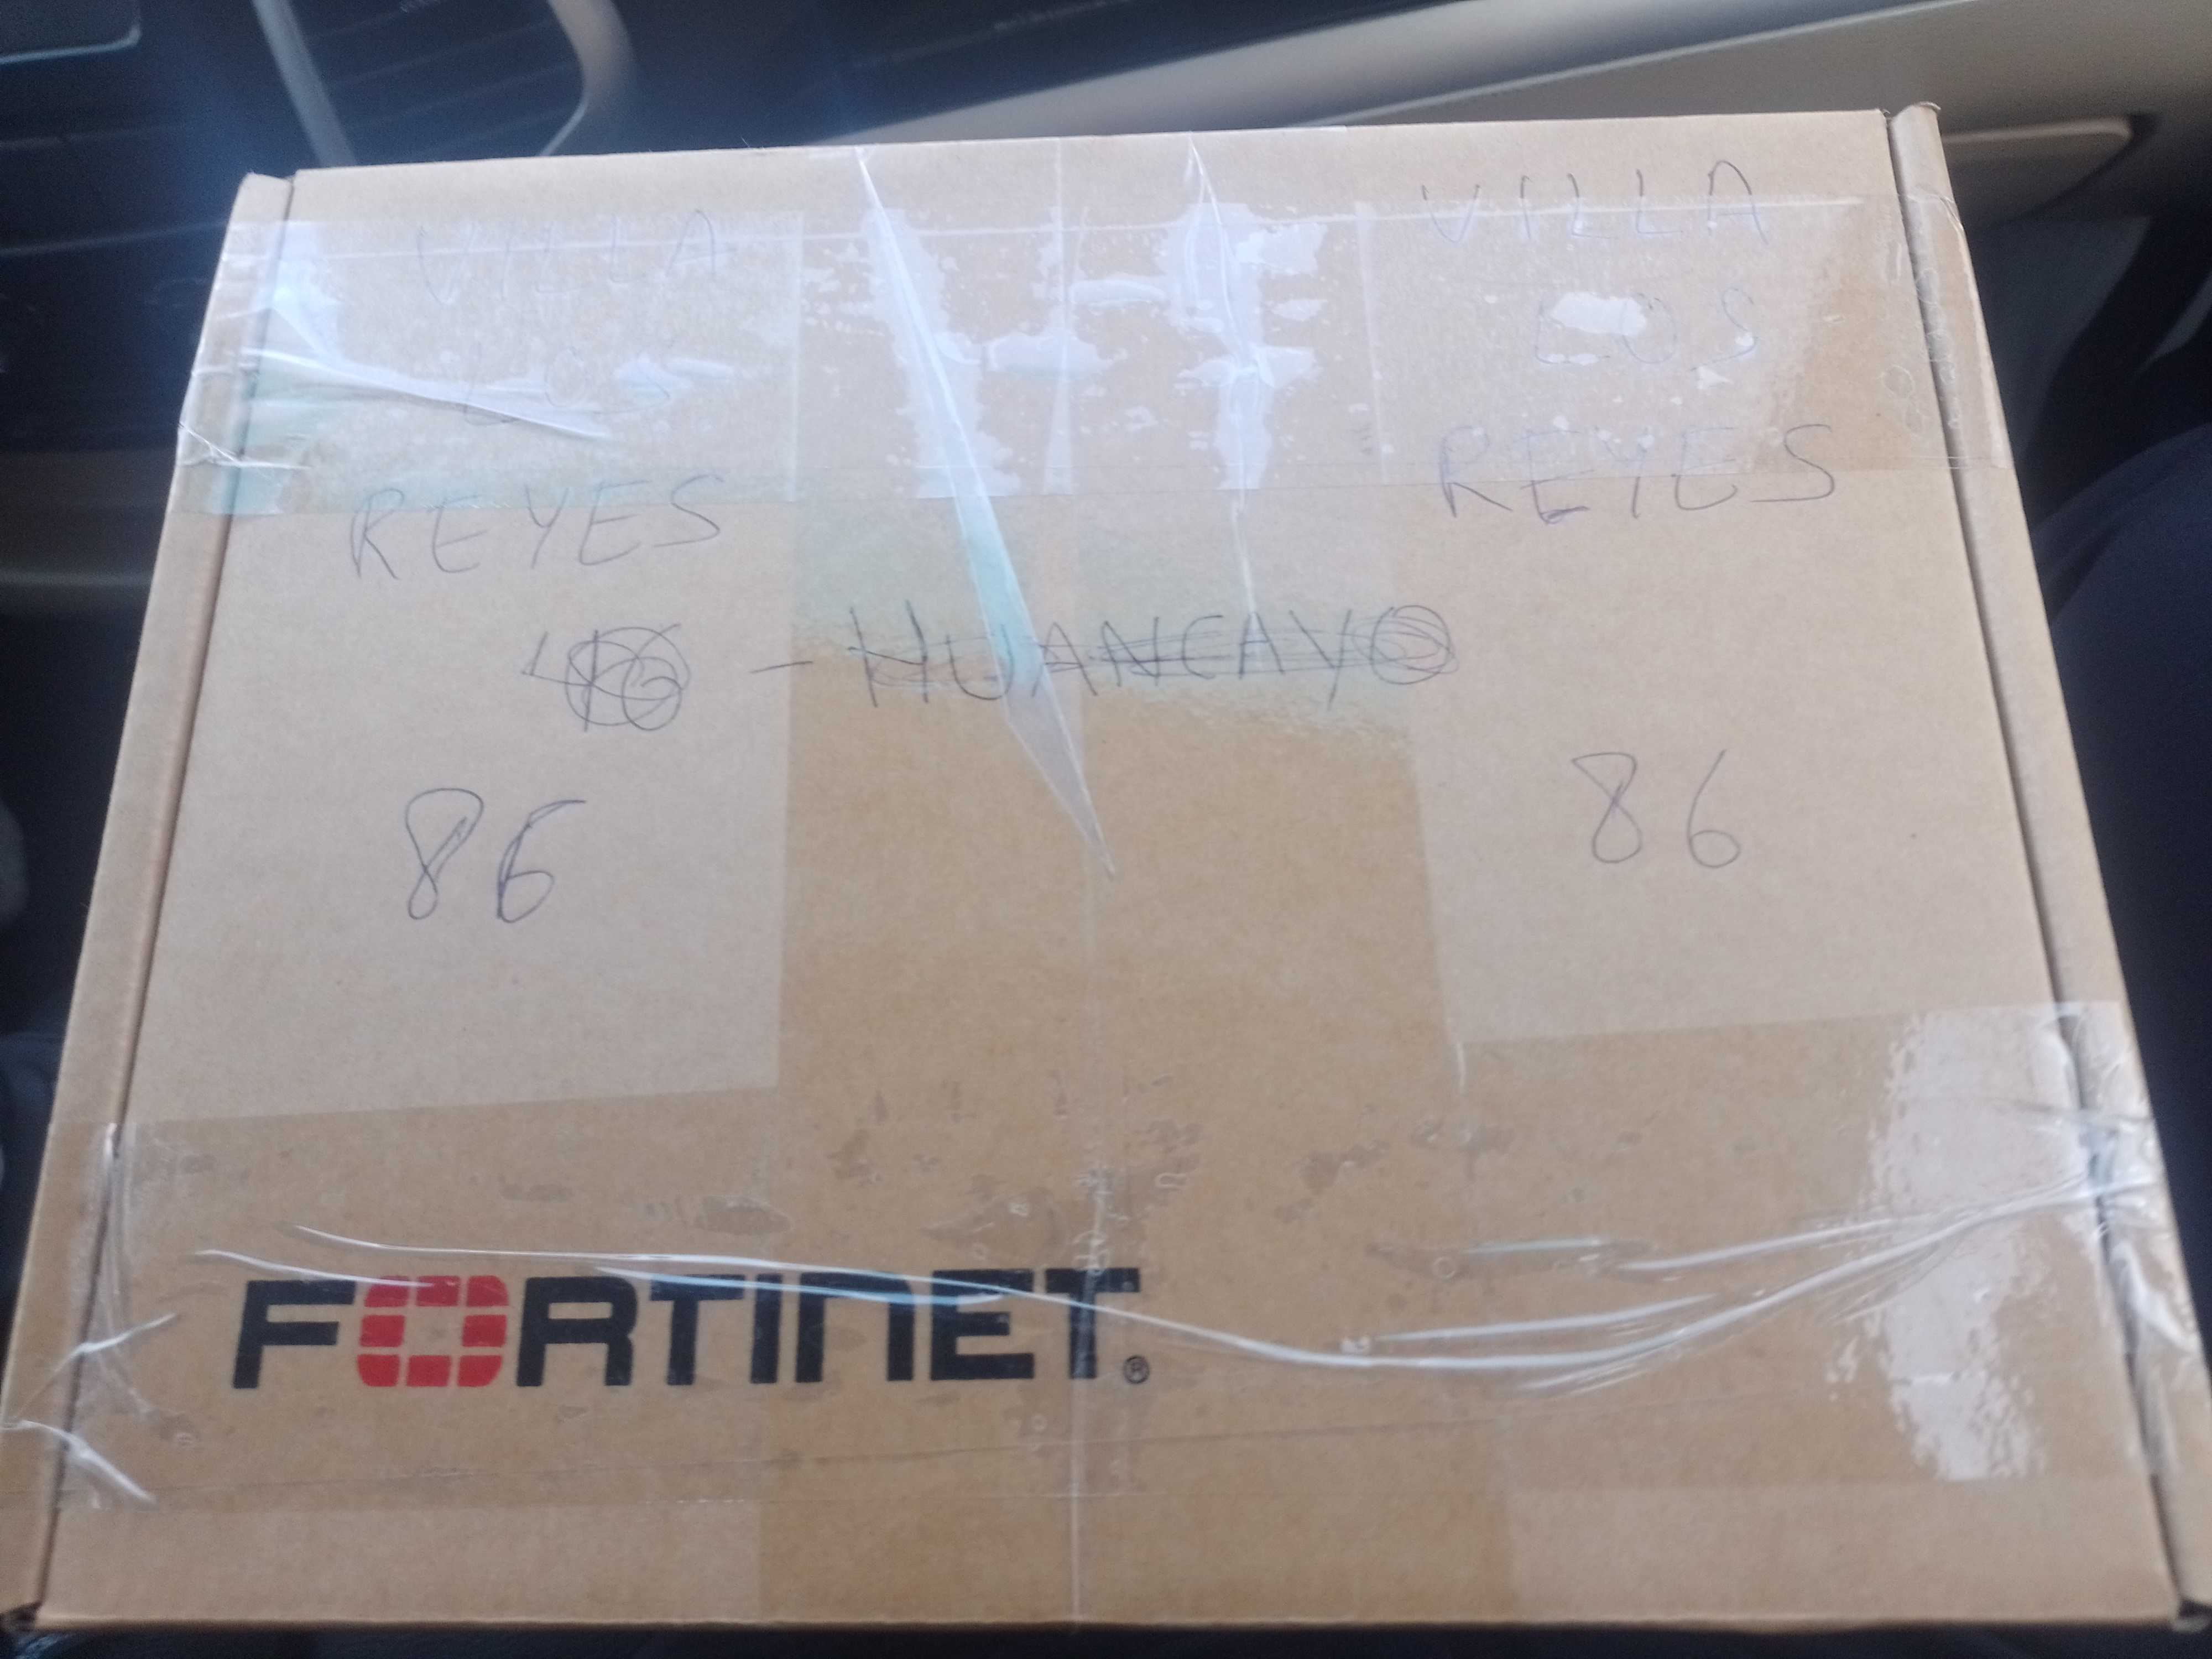 VILLA
LOS
REYES
VILLA
LOS
REYES
- HUANCAYO
86
86
FORTINET®